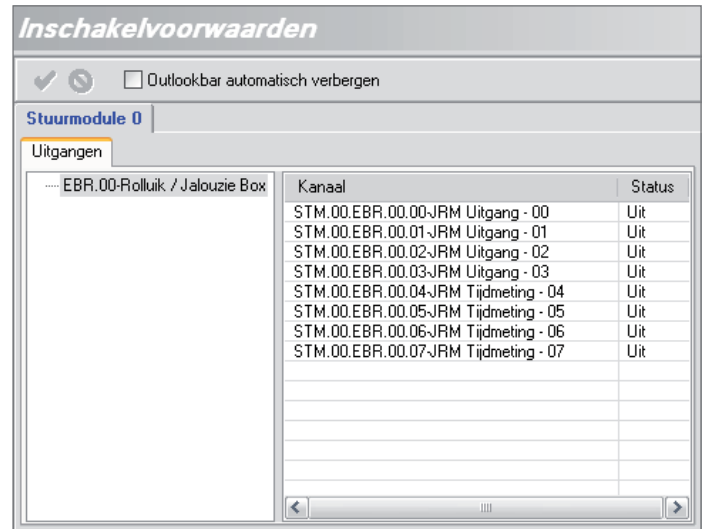 Inschakelvoorwaarden
Outlookbar automatisch verbergen
Stuurmodule 0
Uitgangen
EBR.00-Rolluik / Jalouzie Box
Kanaal Status
STM.00.EBR.00.00-JRM Uitgang - 00 Uit
STM.00.EBR.00.01-JRM Uitgang - 01 Uit
STM.00.EBR.00.02-JRM Uitgang - 02 Uit
STM.00.EBR.00.03-JRM Uitgang - 03 Uit
STM.00.EBR.00.04-JRM Tijdmeting - 04 Uit
STM.00.EBR.00.05-JRM Tijdmeting - 05 Uit
STM.00.EBR.00.06-JRM Tijdmeting - 06 Uit
STM.00.EBR.00.07-JRM Tijdmeting - 07 Uit